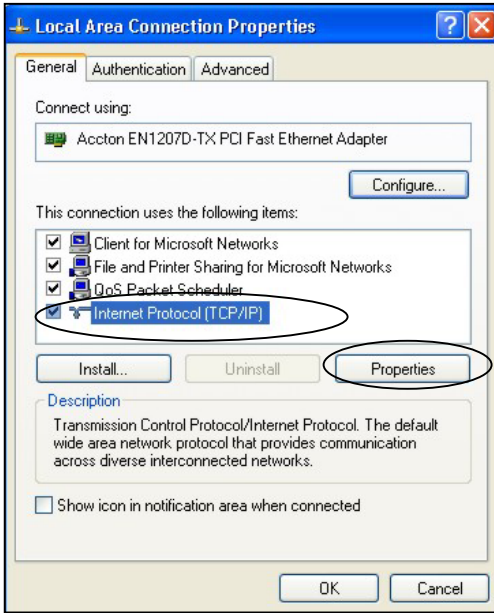 Local Area Connection Properties
General Authentication Advanced
Connect using:
Accton EN1207D-TX PCI Fast Ethernet Adapter
Configure...
This connection uses the following items:
Client for Microsoft Networks
File and Printer Sharing for Microsoft Networks
QoS Packet Scheduler
Internet Protocol (TCP/IP)
Install... Uninstall Properties
Description
Transmission Control Protocol/Internet Protocol. The default
wide area network protocol that provides communication
across diverse interconnected networks.
Show icon in notification area when connected
OK Cancel